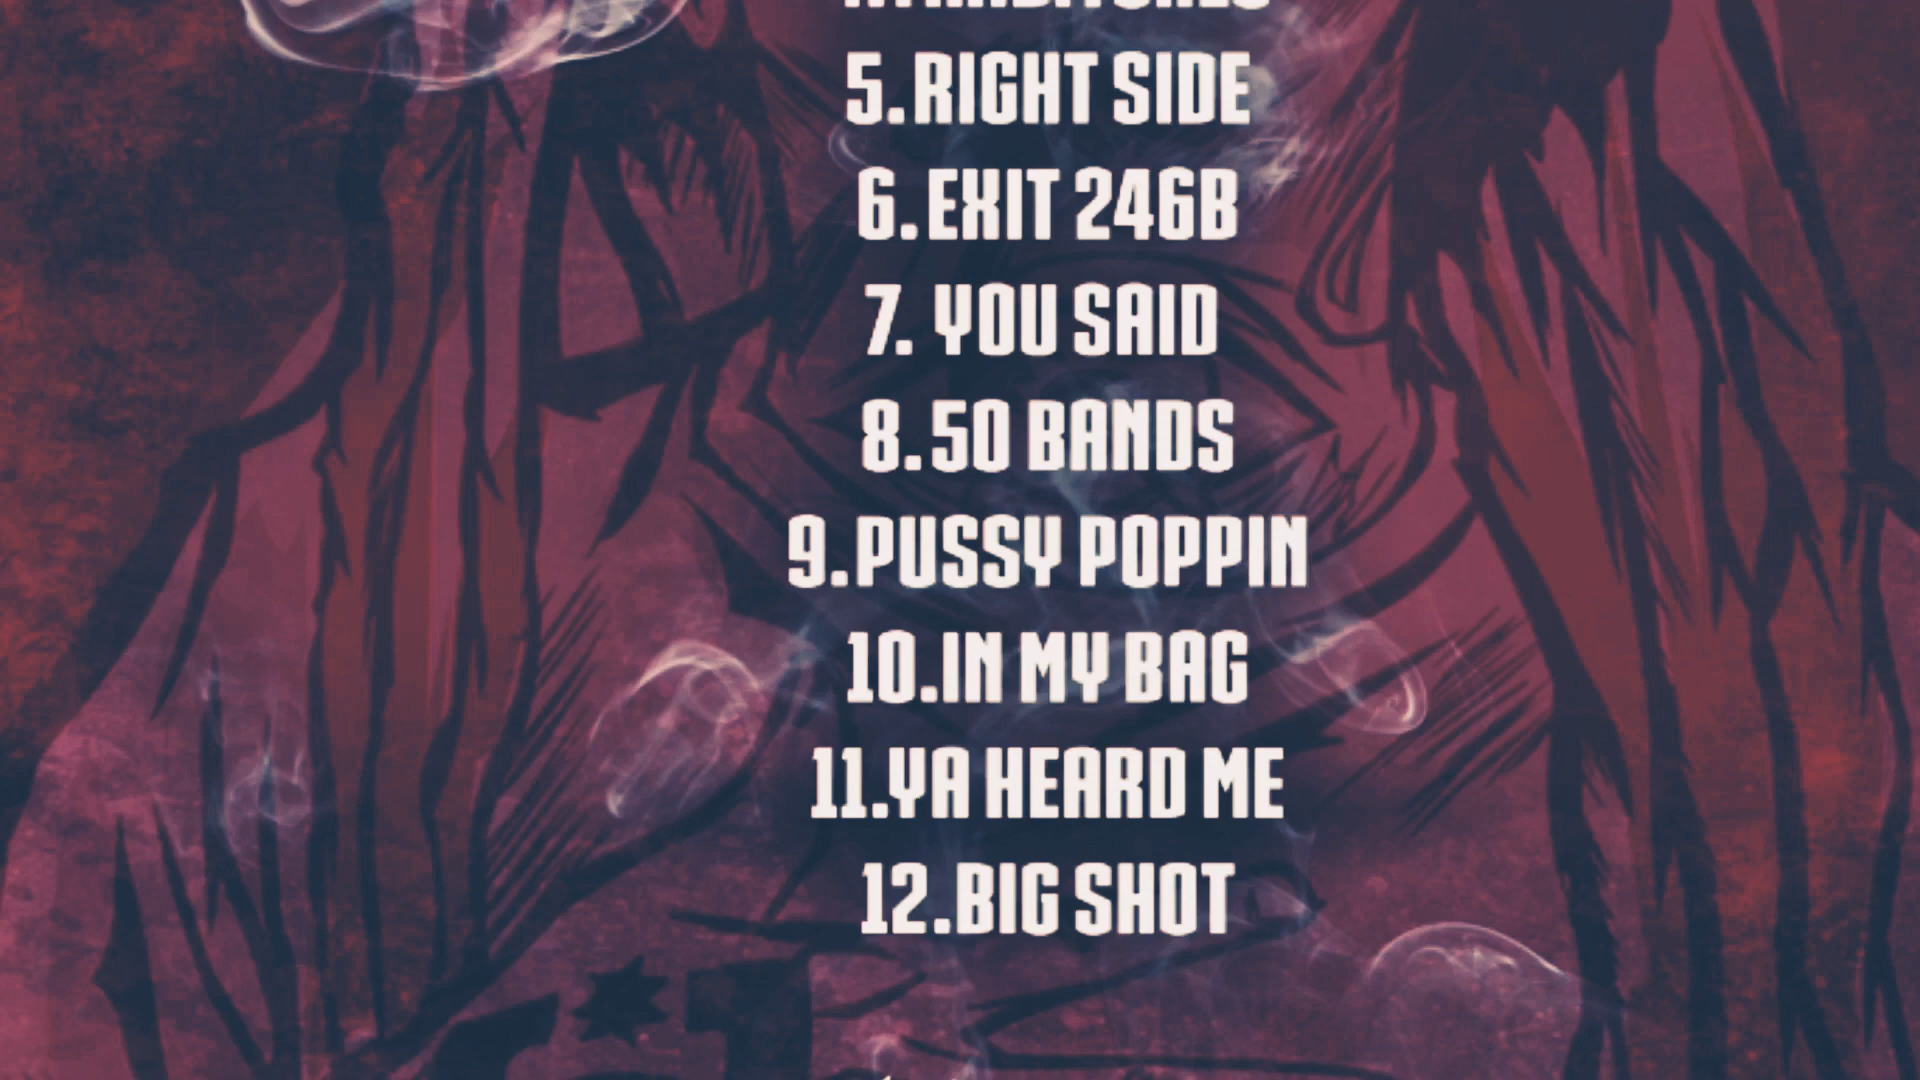 5. RIGHT SIDE
6. EXIT 246B
7. YOU SAID
8. 50 BANDS
9. PUSSY POPPIN
10. IN MY BAG
11. YA HEARD ME
12. BIG SHOT